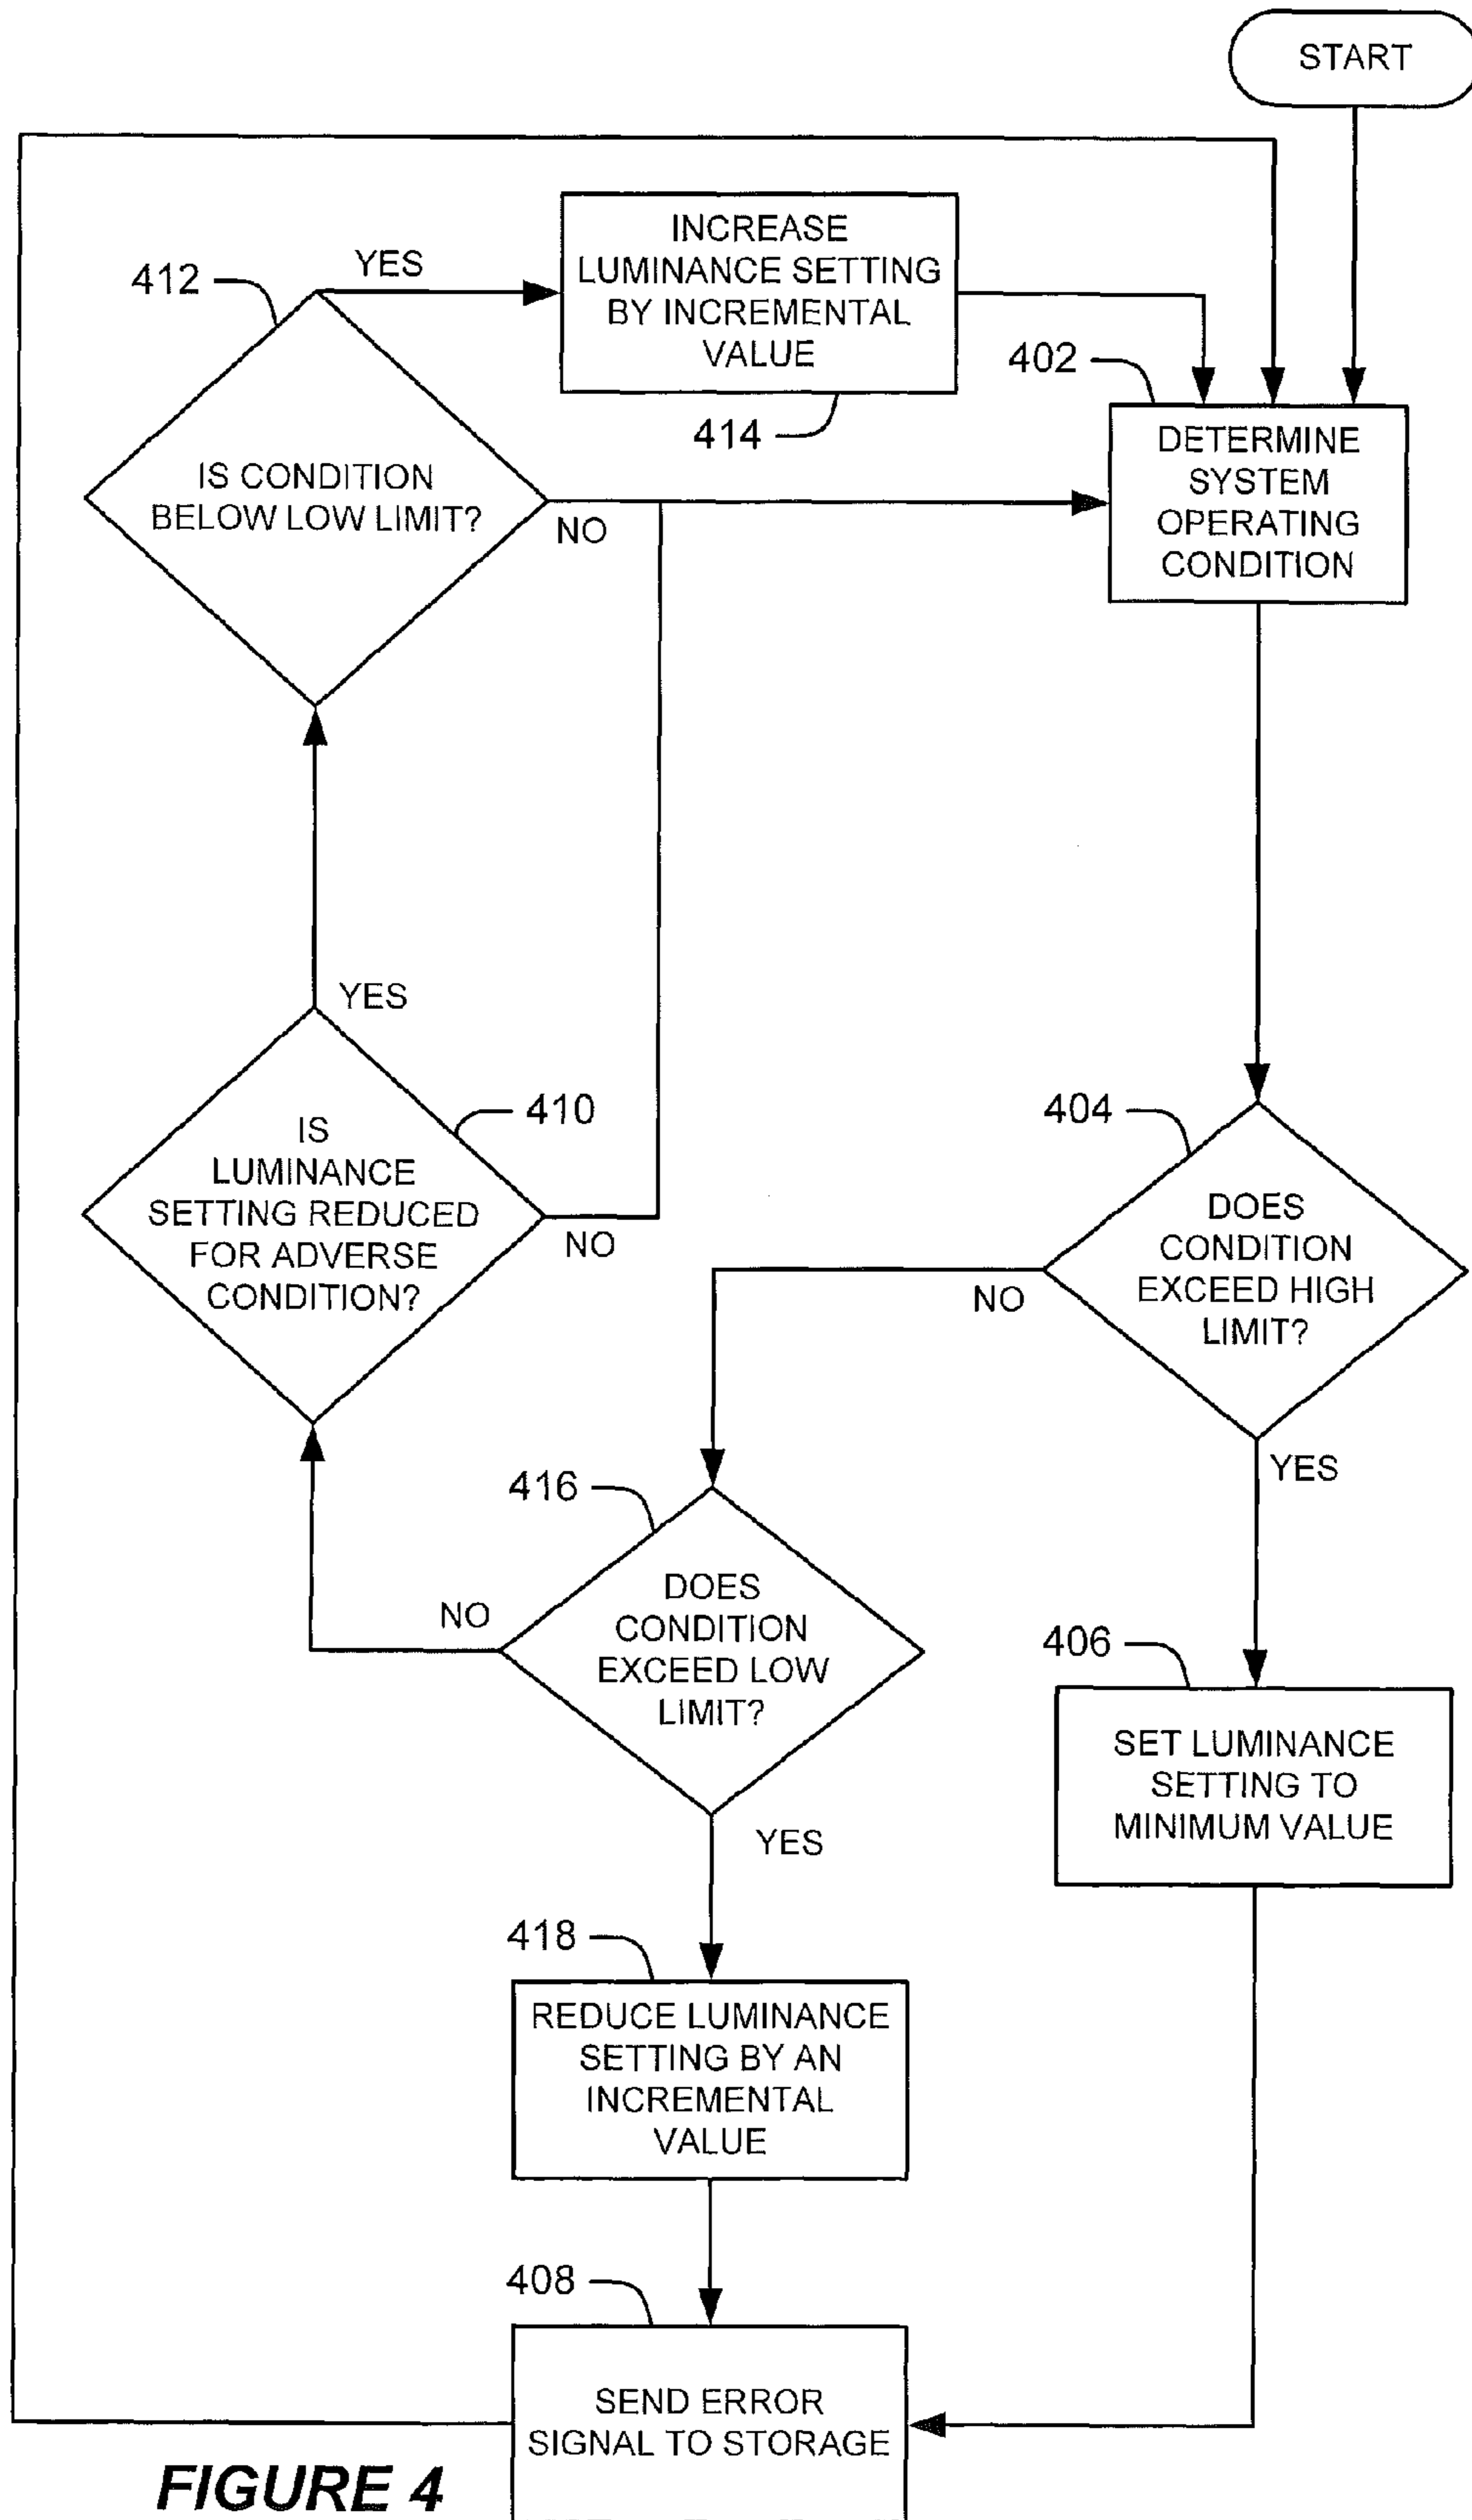 START
412
YES
INCREASE
LUMINANCE SETTING
BY INCREMENTAL
VALUE
414
402
DETERMINE
SYSTEM
OPERATING
CONDITION
IS CONDITION
BELOW LOW LIMIT?
NO
YES
410
IS
LUMINANCE
SETTING REDUCED
FOR ADVERSE
CONDITION?
NO
404
DOES
CONDITION
EXCEED HIGH
LIMIT?
NO
YES
416
DOES
CONDITION
EXCEED LOW
LIMIT?
NO
YES
406
SET LUMINANCE
SETTING TO
MINIMUM VALUE
418
REDUCE LUMINANCE
SETTING BY AN
INCREMENTAL
VALUE
408
SEND ERROR
SIGNAL TO STORAGE
FIGURE 4